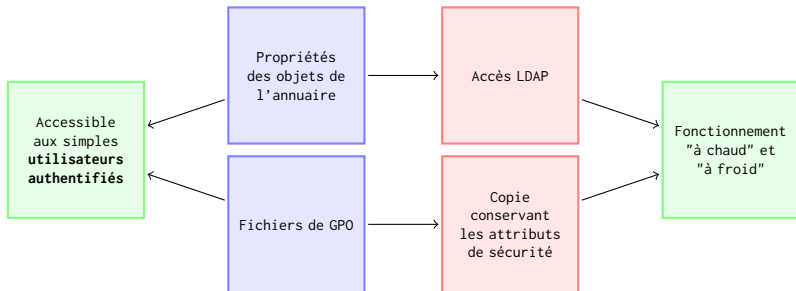 Accessible
aux simples
utilisateurs
authentifiés
Propriétés
des objets de
l'annuaire
Accès LDAP
Fichiers de GPO
Copie
conservant
les attributs
de sécurité
Fonctionnement
"à chaud" et
"à froid"